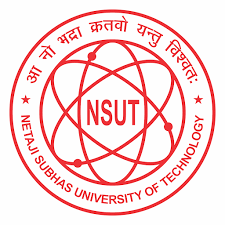 आ नो भद्रा क्रतवो यन्तु विश्वतः
NSUT
NETAJI SUBHAS UNIVERSITY OF TECHNOLOGY